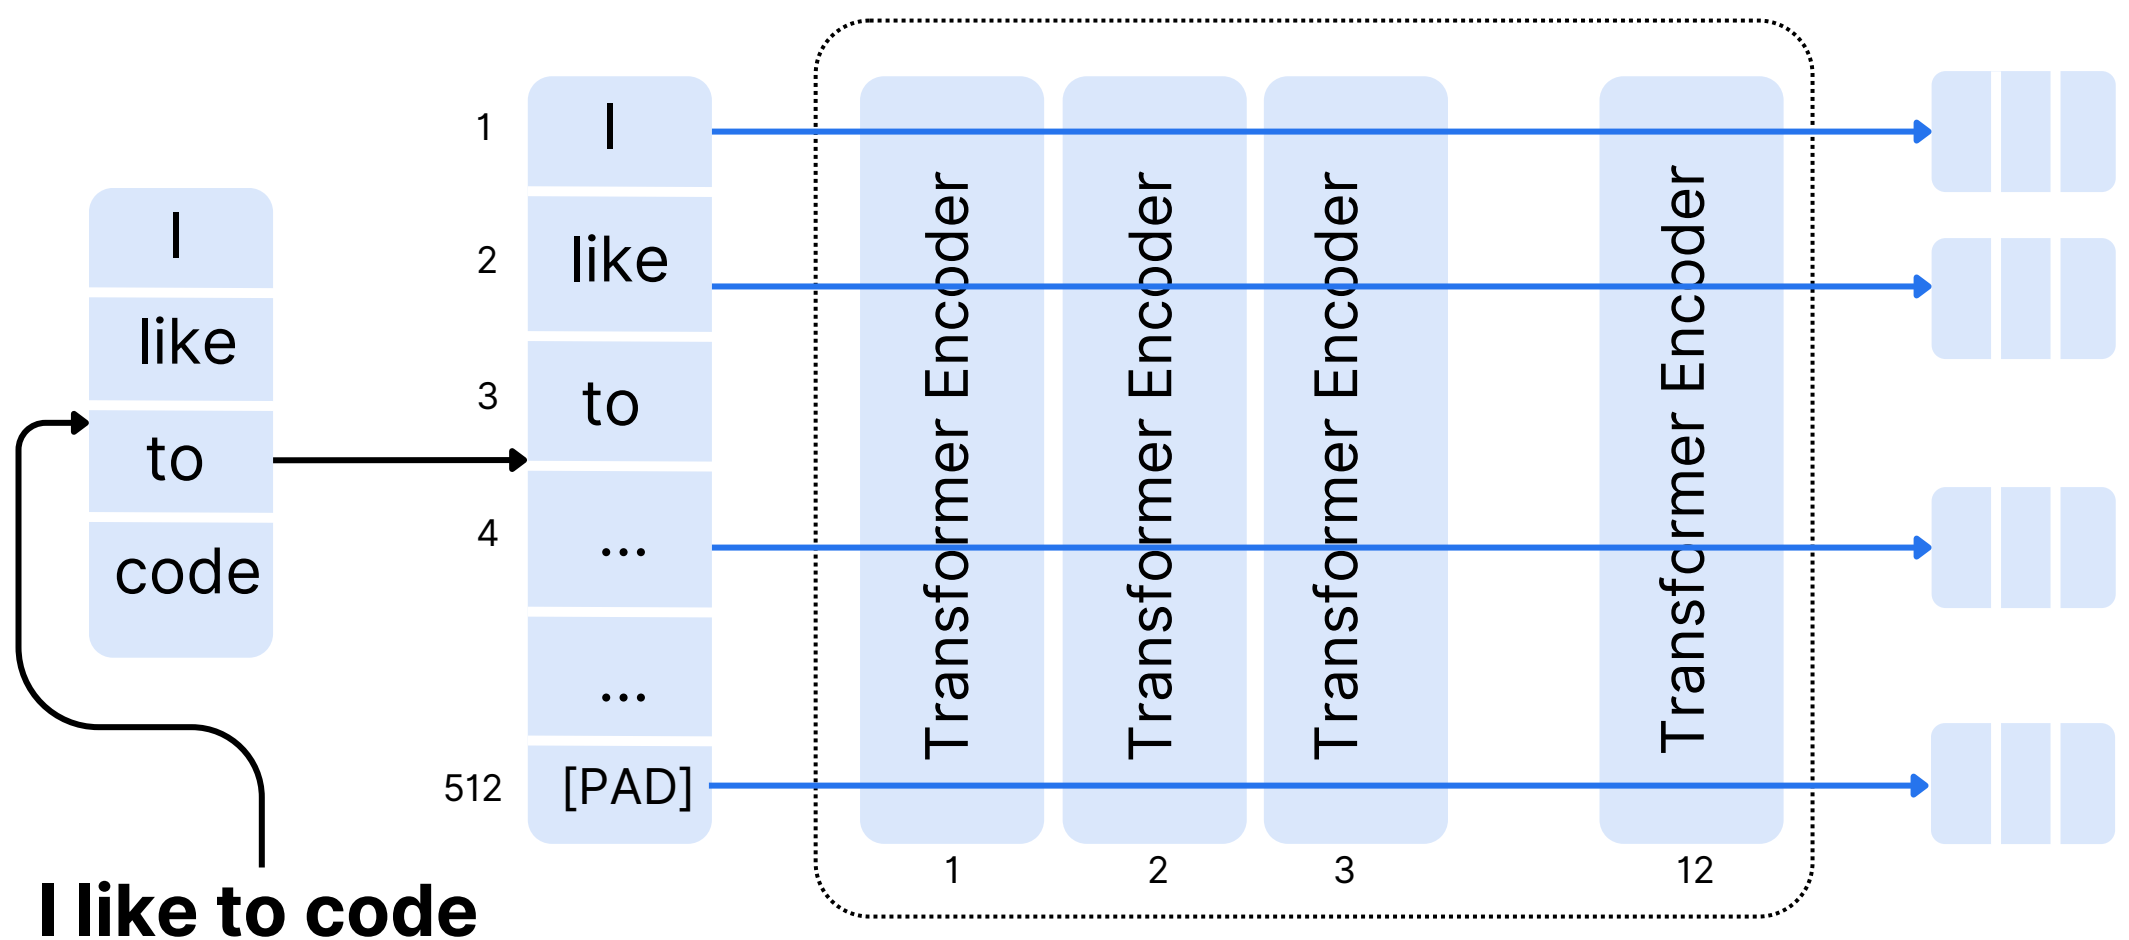 I
like
to
code
I like to code
1
2
3
4
512
I
like
to
...
...
[PAD]
Transformer Encoder
Transformer Encoder
Transformer Encoder
Transformer Encoder
1
2
3
12